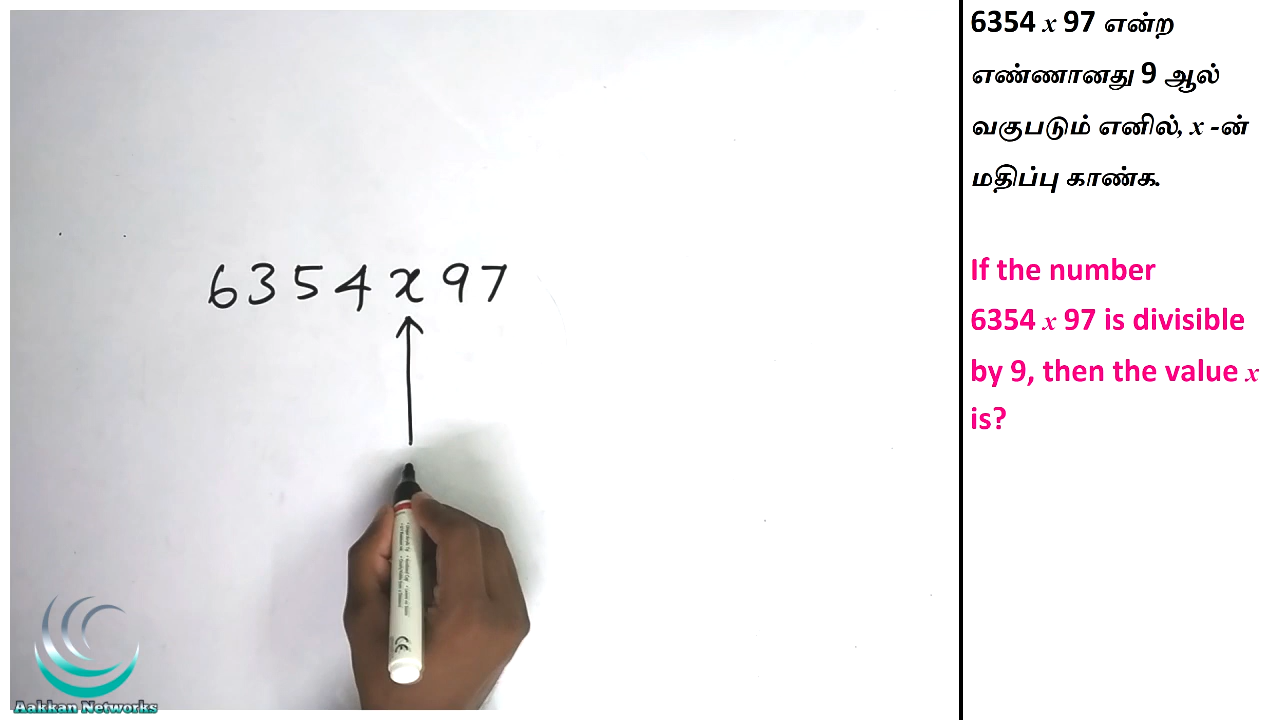 6354 x 97 என்ற
எண்ணானது 9 ஆல்
வகுபடும் எனில், x -ன்
மதிப்பு காண்க.
If the number
6354 x 97 is divisible
by 9, then the value x
is?
6354x97
CE
Aakkan Networks